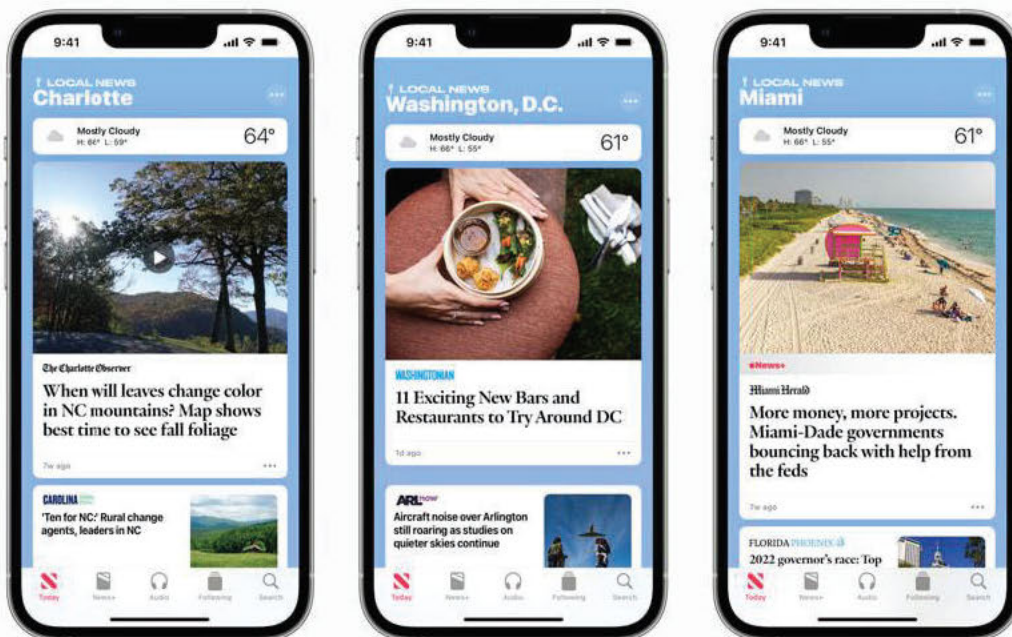 9:41
LOCAL NEWS
Charlotte
Mostly Cloudy
H: 66° L: 59°
64°
The Charlotte Observer
When will leaves change color
in NC mountains? Map shows
best time to see fall foliage
7w ago
CAROLINA
'Ten for NC:' Rural change
agents, leaders in NC
Today
News+
Audio
Following
Search
9:41
LOCAL NEWS
Washington, D.C.
Mostly Cloudy
H: 66° L: 55°
61°
WASHINGTONIAN
11 Exciting New Bars and
Restaurants to Try Around DC
1d ago
ARLnow
Aircraft noise over Arlington
still roaring as studies on
quieter skies continue
Today
News+
Audio
Following
Search
9:41
LOCAL NEWS
Miami
Mostly Cloudy
H: 66° L: 55°
61°
News+
Miami Herald
More money, more projects.
Miami-Dade governments
bouncing back with help from
the feds
7w ago
FLORIDA PHOENIX
2022 governor's race: Top
Today
News+
Audio
Following
Search